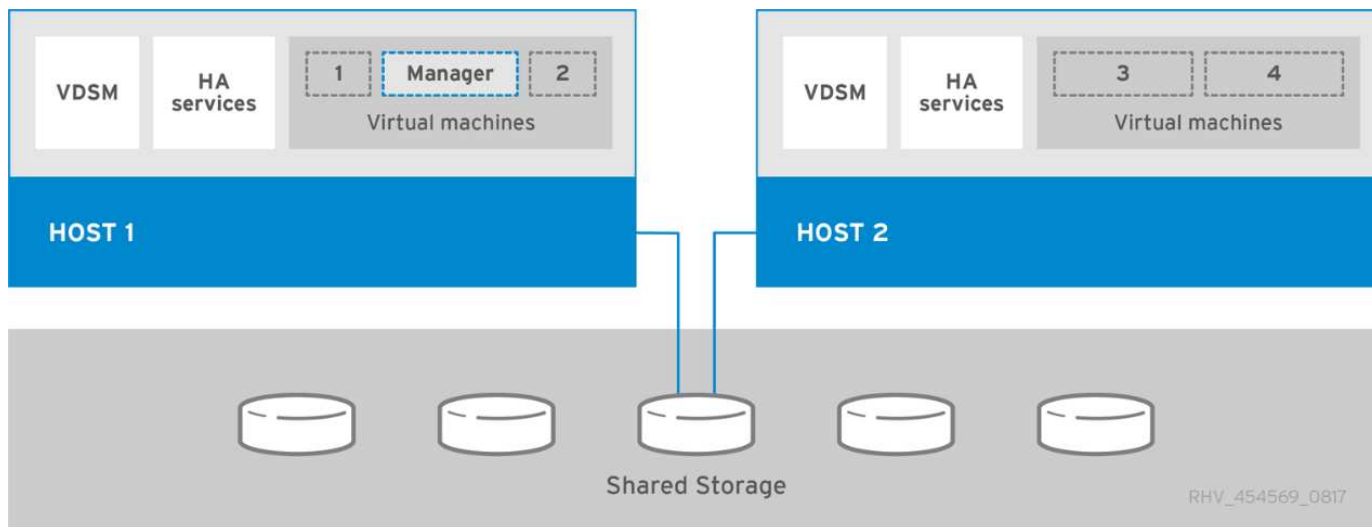 VDSM
HA
services
1
Manager
2
Virtual machines
HOST 1
VDSM
HA
services
3
4
Virtual machines
HOST 2
Shared Storage
RHV_454569_0817